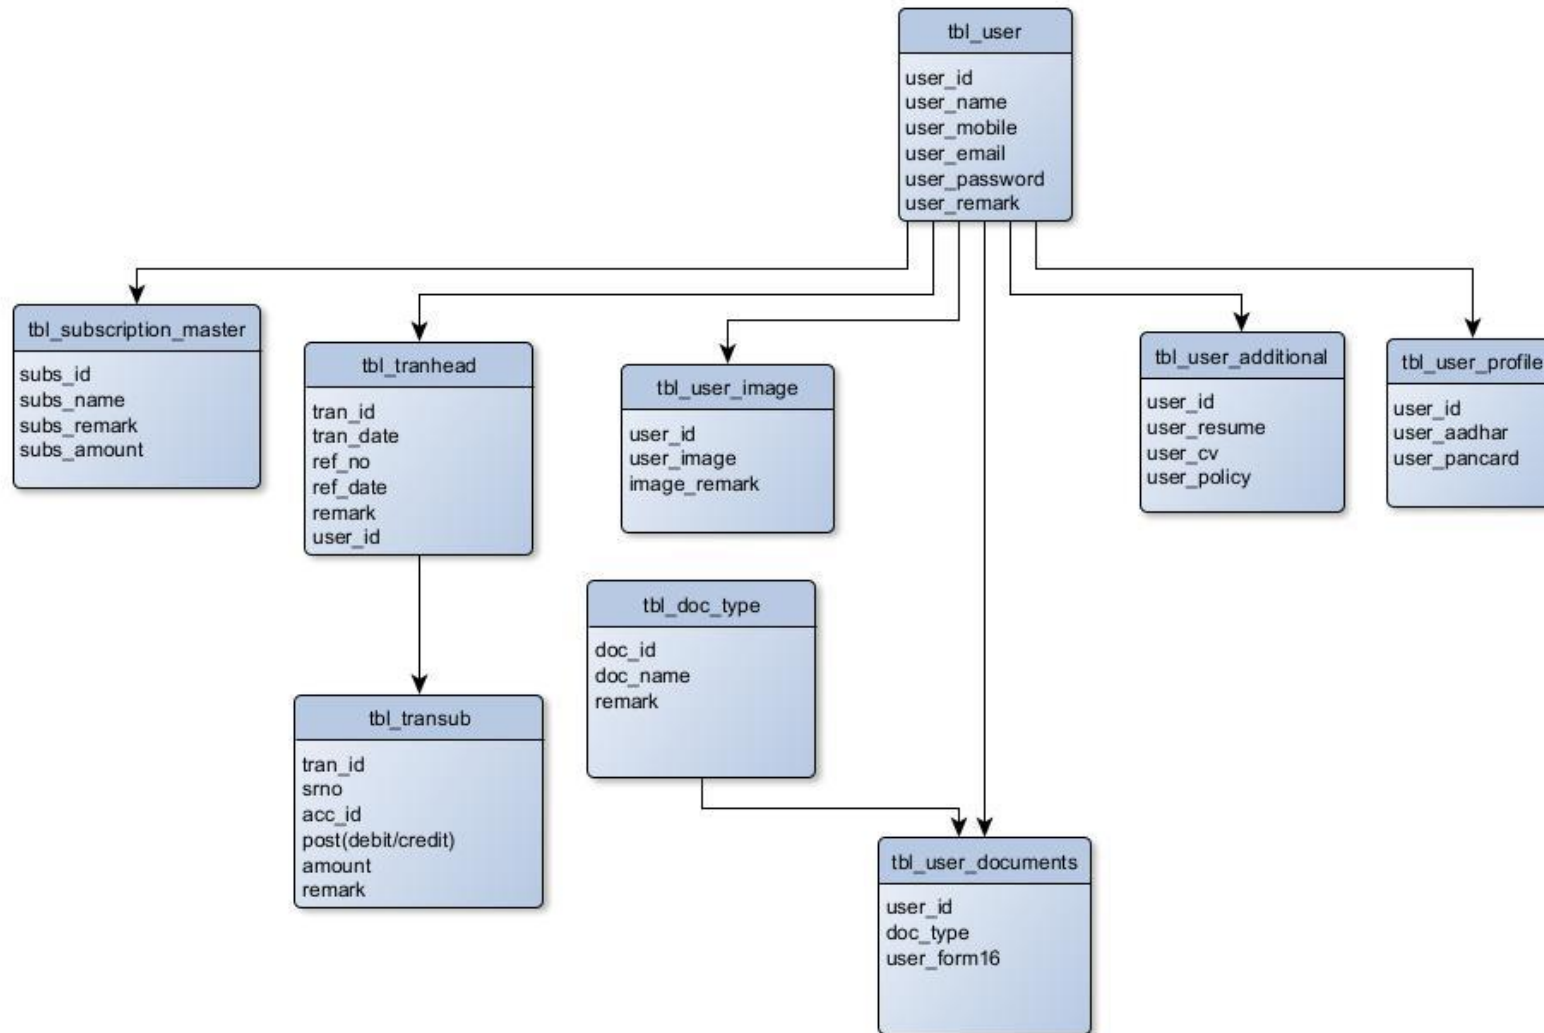 tbl_user
user_id
user_name
user_mobile
user_email
user_password
user_remark
tbl_subscription_master
subs_id
subs_name
subs_remark
subs_amount
tbl_tranhead
tran_id
tran_date
ref_no
ref_date
remark
user_id
tbl_user_image
user_id
user_image
image_remark
tbl_user_additional
user_id
user_resume
user_cv
user_policy
tbl_user_profile
user_id
user_aadhar
user_pancard
tbl_doc_type
doc_id
doc_name
remark
tbl_transub
tran_id
srno
acc_id
post(debit/credit)
amount
remark
tbl_user_documents
user_id
doc_type
user_form16